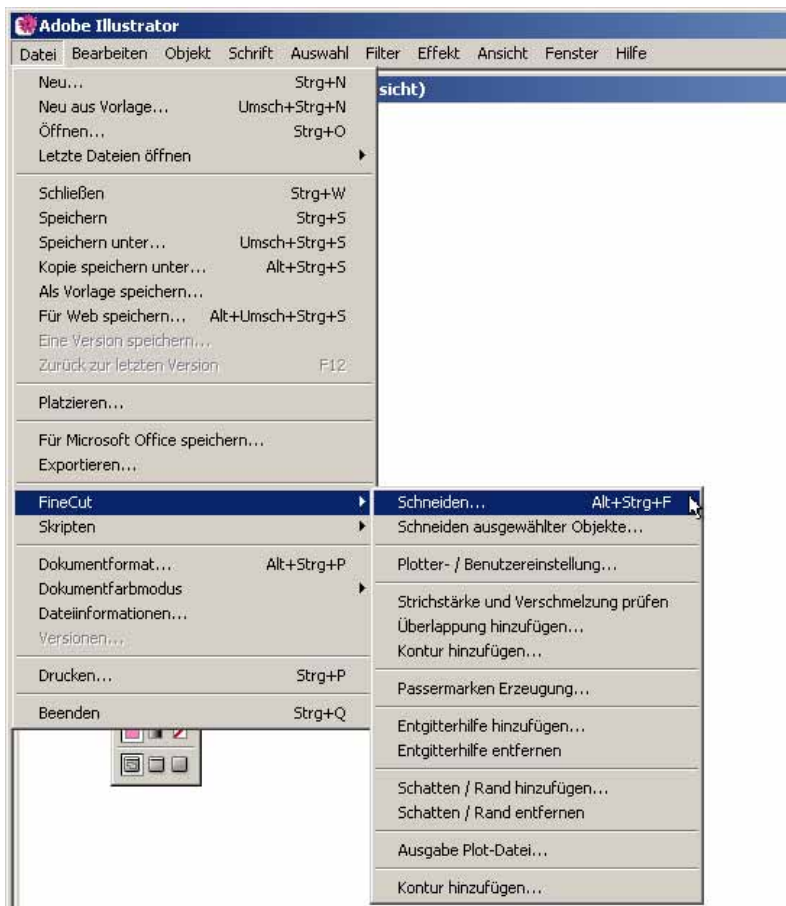 Adobe Illustrator
Datei Bearbeiten Objekt Schrift Auswahl Filter Effekt Ansicht Fenster Hilfe
sicht)
Neu... Strg+N
Neu aus Vorlage... Umsch+Strg+N
Öffnen... Strg+O
Letzte Dateien öffnen
Schließen Strg+W
Speichern Strg+S
Speichern unter... Umsch+Strg+S
Kopie speichern unter... Alt+Strg+S
Als Vorlage speichern...
Für Web speichern... Alt+Umsch+Strg+S
Eine Version speichern...
Zurück zur letzten Version F12
Platzieren...
Für Microsoft Office speichern...
Exportieren...
FineCut
Skripten
Dokumentformat... Alt+Strg+P
Dokumentfarbmodus
Dateiinformationen...
Versionen...
Drucken... Strg+P
Beenden Strg+Q
Schneiden... Alt+Strg+F
Schneiden ausgewählter Objekte...
Plotter- / Benutzereinstellung...
Strichstärke und Verschmelzung prüfen
Überlappung hinzufügen...
Kontur hinzufügen...
Passermarken Erzeugung...
Entgitterhilfe hinzufügen...
Entgitterhilfe entfernen
Schatten / Rand hinzufügen...
Schatten / Rand entfernen
Ausgabe Plot-Datei...
Kontur hinzufügen...